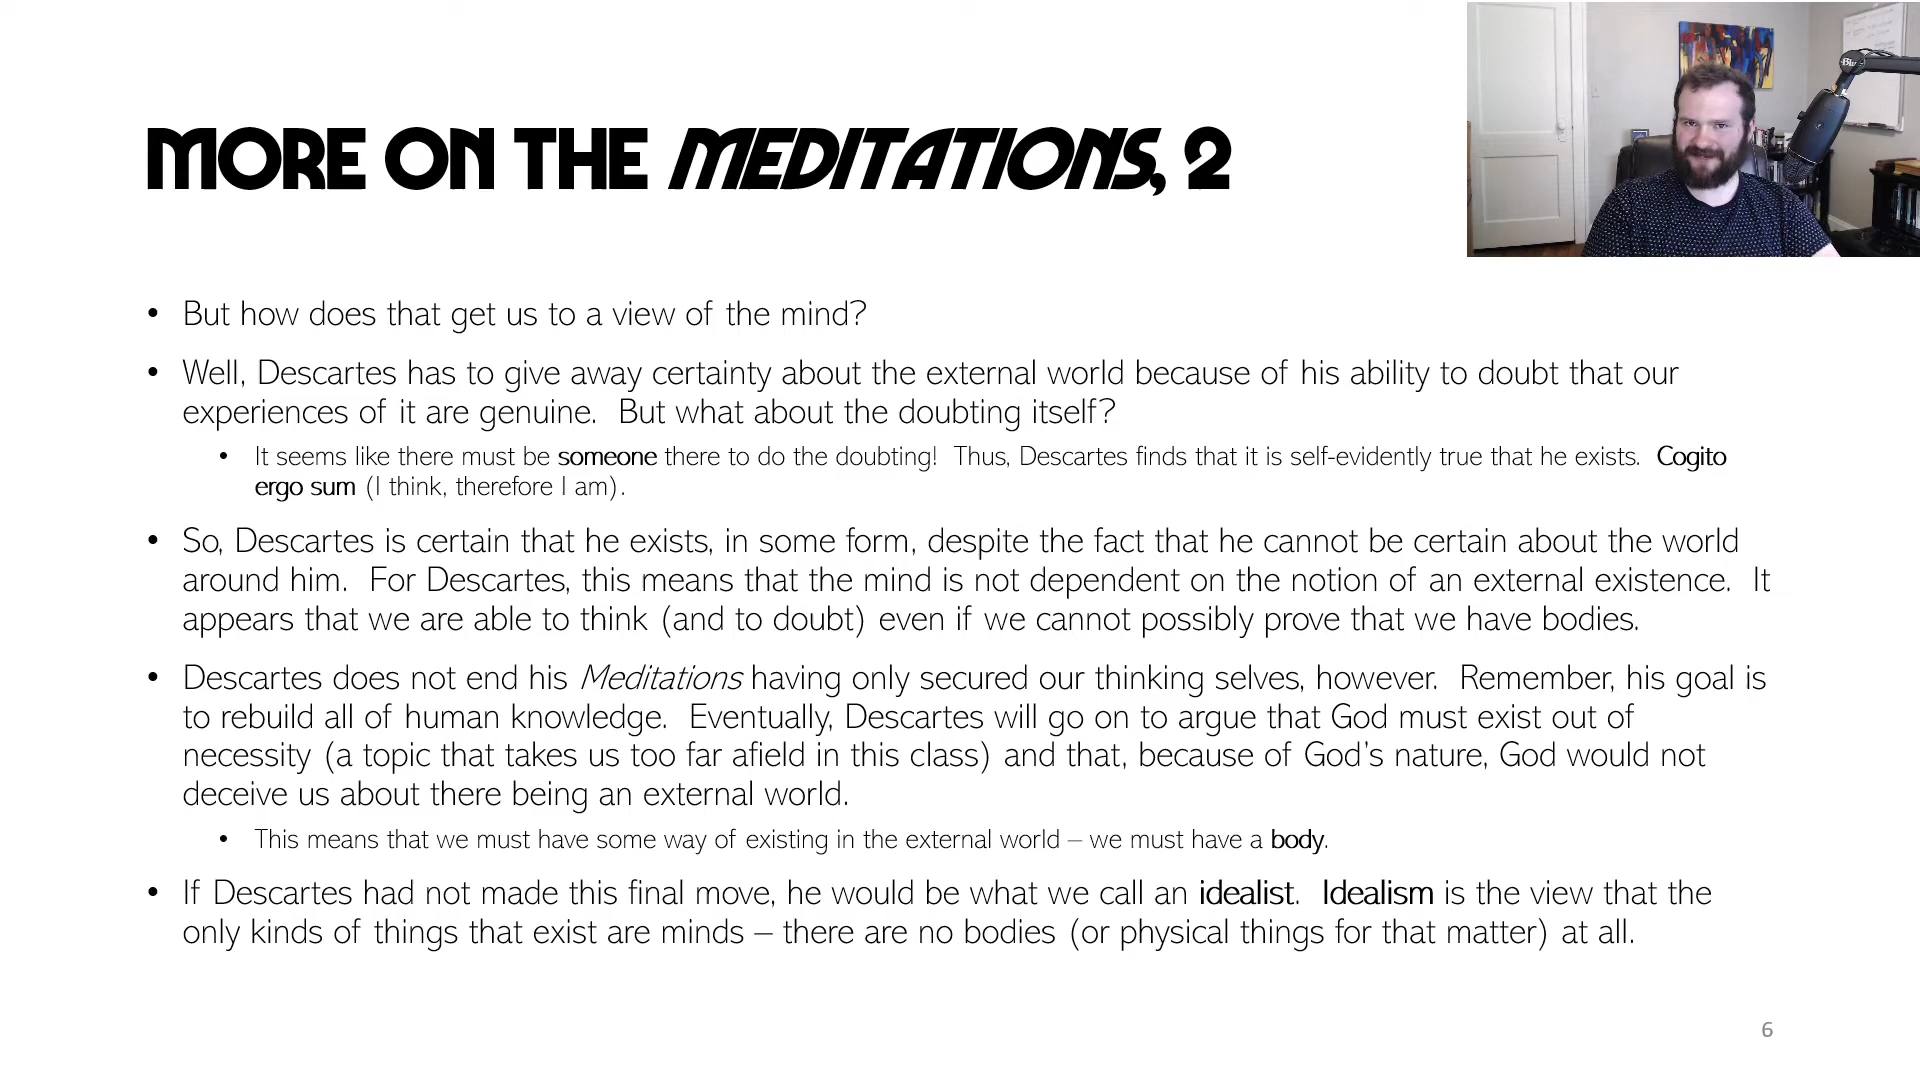 MORE ON THE MEDITATIONS, 2
• But how does that get us to a view of the mind?
• Well, Descartes has to give away certainty about the external world because of his ability to doubt that our
experiences of it are genuine.  But what about the doubting itself?
• It seems like there must be someone there to do the doubting!  Thus, Descartes finds that it is self-evidently true that he exists.  Cogito
ergo sum (I think, therefore I am).
• So, Descartes is certain that he exists, in some form, despite the fact that he cannot be certain about the world
around him.  For Descartes, this means that the mind is not dependent on the notion of an external existence.  It
appears that we are able to think (and to doubt) even if we cannot possibly prove that we have bodies.
• Descartes does not end his Meditations having only secured our thinking selves, however.  Remember, his goal is
to rebuild all of human knowledge.  Eventually, Descartes will go on to argue that God must exist out of
necessity (a topic that takes us too far afield in this class) and that, because of God's nature, God would not
deceive us about there being an external world.
• This means that we must have some way of existing in the external world – we must have a body.
• If Descartes had not made this final move, he would be what we call an idealist.  Idealism is the view that the
only kinds of things that exist are minds – there are no bodies (or physical things for that matter) at all.
6